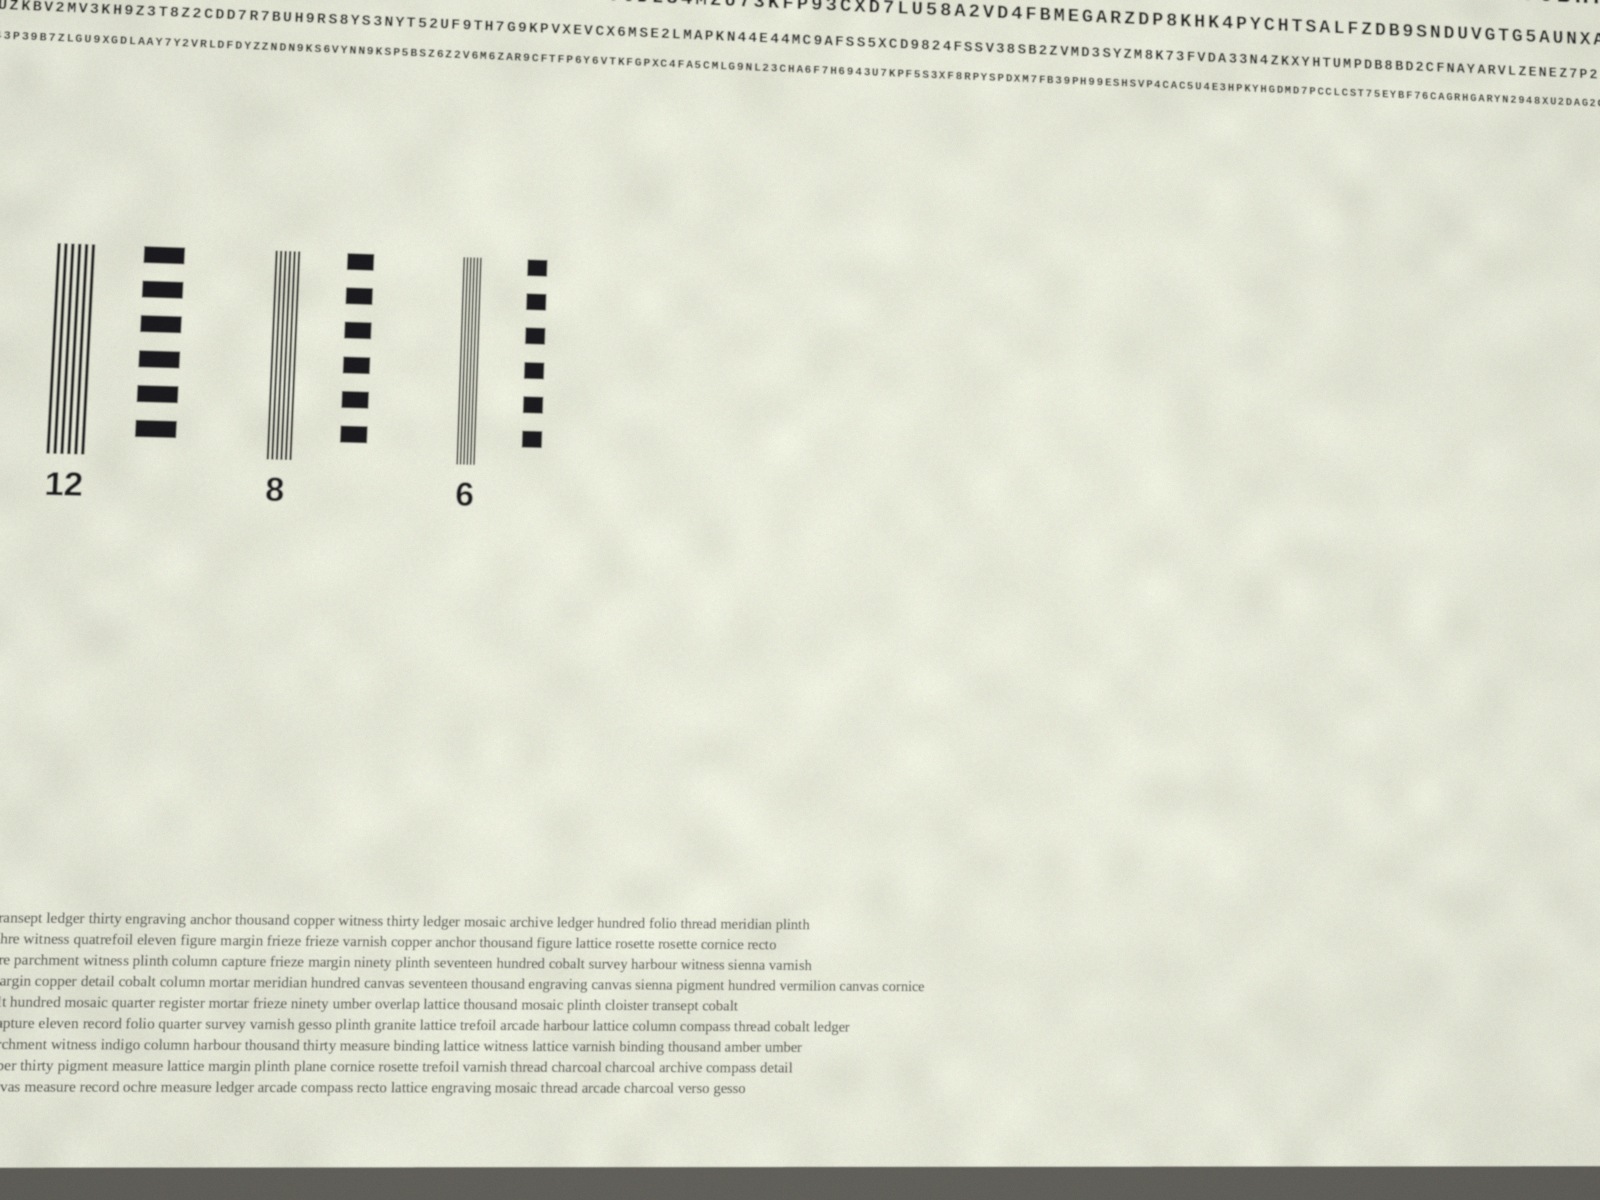 KFP93CXD7LU58A2VD4FBMEGARZDP8KHK4PYCHTSALFZDB9SNDUVGTG5AUNXA
UZKBV2MV3KH9Z3T8Z2CDD7R7BUH9RS8YS3NYT52UF9TH7G9KPVXEVCX6MSE2LMAPKN44E44MC9AFSS5XCD9824FSSV38SB2ZVMD3SYZM8K73FVDA33N4ZKXYHTUMPDB8BD2CFNAYARVLZENEZ7P2
3P39B7ZLGU9XGDLAAY7Y2VRLDFDYZZNDN9KS6VYNN9KSP5BSZ6Z2V6M6ZAR9CFTFP6Y6VTKFGPXC4FA5CMLG9NL23CHA6F7H6943U7KPF5S3XF8RPYSPDXM7FB39PH99ESHSVP4CAC5U4E3HPKYHGDMD7PCCLCST75EYBF76CAGRHGARYN2948XU2DAG2
12 8 6
ransept ledger thirty engraving anchor thousand copper witness thirty ledger mosaic archive ledger hundred folio thread meridian plinth
hre witness quatrefoil eleven figure margin frieze frieze varnish copper anchor thousand figure lattice rosette rosette cornice recto
re parchment witness plinth column capture frieze margin ninety plinth seventeen hundred cobalt survey harbour witness sienna varnish
argin copper detail cobalt column mortar meridian hundred canvas seventeen thousand engraving canvas sienna pigment hundred vermilion canvas cornice
lt hundred mosaic quarter register mortar frieze ninety umber overlap lattice thousand mosaic plinth cloister transept cobalt
apture eleven record folio quarter survey varnish gesso plinth granite lattice trefoil arcade harbour lattice column compass thread cobalt ledger
rchment witness indigo column harbour thousand thirty measure binding lattice witness lattice varnish binding thousand amber umber
ber thirty pigment measure lattice margin plinth plane cornice rosette trefoil varnish thread charcoal charcoal archive compass detail
vas measure record ochre measure ledger arcade compass recto lattice engraving mosaic thread arcade charcoal verso gesso